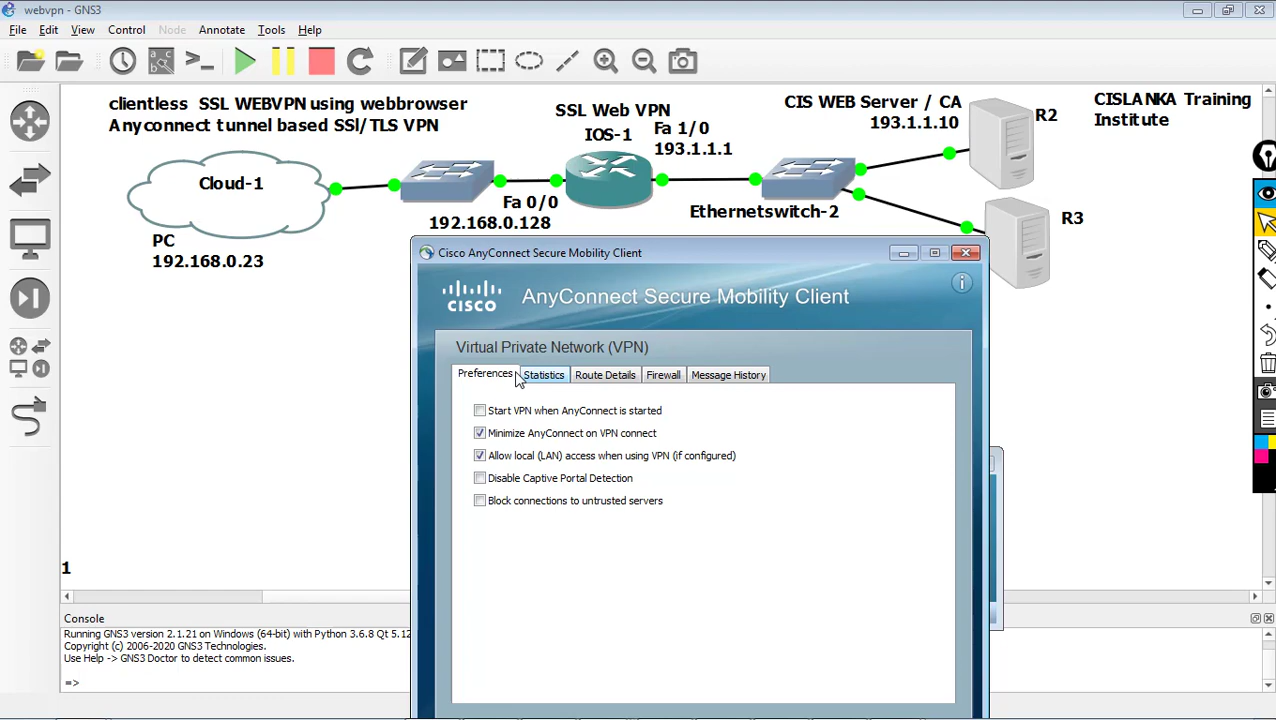 webvpn - GNS3
File Edit View Control Node Annotate Tools Help
clientless SSL WEBVPN using webbrowser
Anyconnect tunnel based SSl/TLS VPN
SSL Web VPN
IOS-1
Fa 1/0
193.1.1.1
CIS WEB Server / CA
193.1.1.10
R2
CISLANKA Training
Institute
Cloud-1
PC
192.168.0.23
Fa 0/0
192.168.0.128
Ethernetswitch-2
R3
Cisco AnyConnect Secure Mobility Client
CISCO
AnyConnect Secure Mobility Client
i
Virtual Private Network (VPN)
Preferences Statistics Route Details Firewall Message History
Start VPN when AnyConnect is started
Minimize AnyConnect on VPN connect
Allow local (LAN) access when using VPN (if configured)
Disable Captive Portal Detection
Block connections to untrusted servers
1
Console
Running GNS3 version 2.1.21 on Windows (64-bit) with Python 3.6.8 Qt 5.12
Copyright (c) 2006-2020 GNS3 Technologies.
Use Help -> GNS3 Doctor to detect common issues.
=>